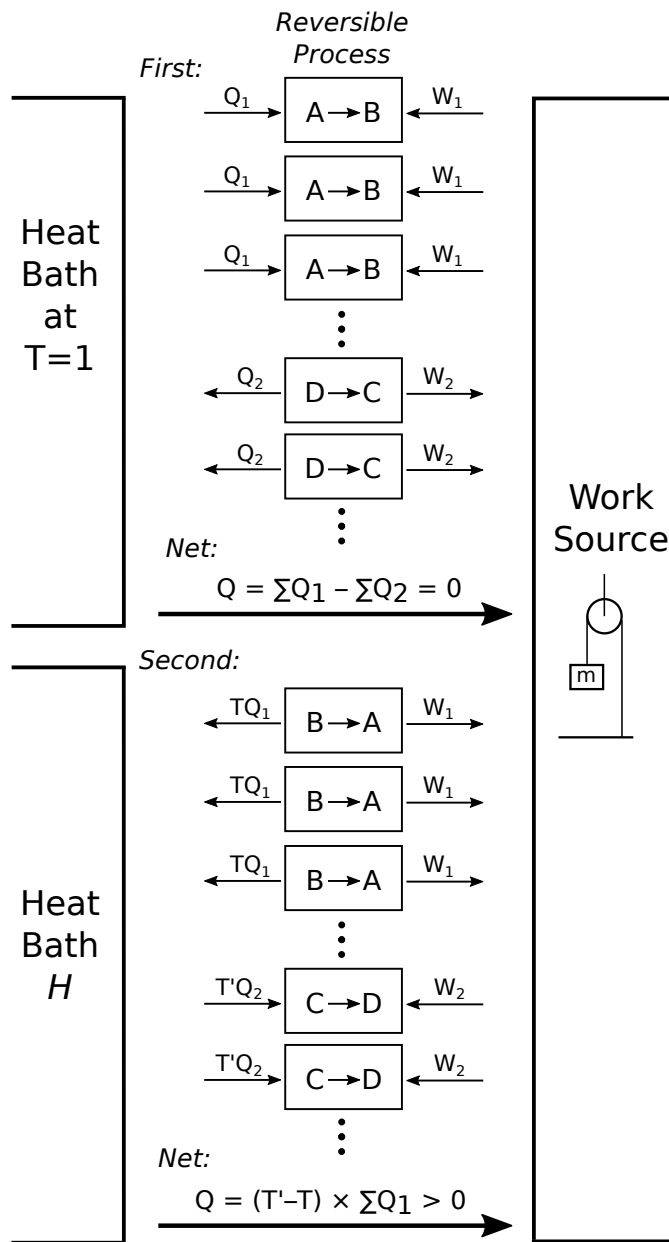 Reversible
Process
First:
Heat
Bath
at
T=1
Q₁ A→B W₁
Q₁ A→B W₁
Q₁ A→B W₁
Q₂ D→C W₂
Q₂ D→C W₂
Net:
Q = ∑Q₁ – ∑Q₂ = 0
Work
Source
m
Second:
Heat
Bath
H
TQ₁ B→A W₁
TQ₁ B→A W₁
TQ₁ B→A W₁
T'Q₂ C→D W₂
T'Q₂ C→D W₂
Net:
Q = (T'–T) × ∑Q₁ > 0